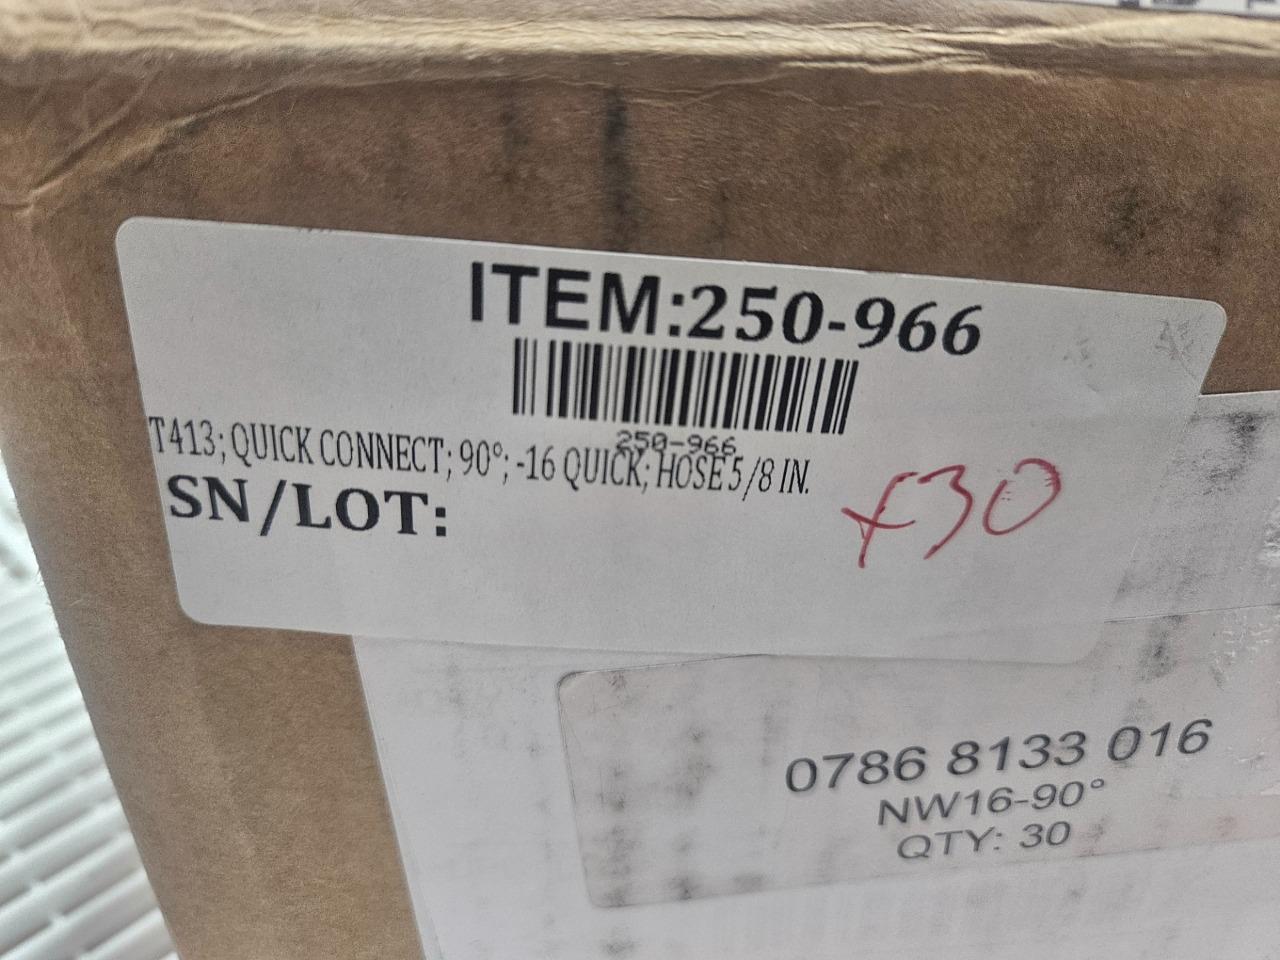 ITEM:250-966
250-966
T413; QUICK CONNECT; 90°; -16 QUICK; HOSE 5/8 IN.
SN/LOT:
x30
0786 8133 016
NW16-90°
QTY: 30